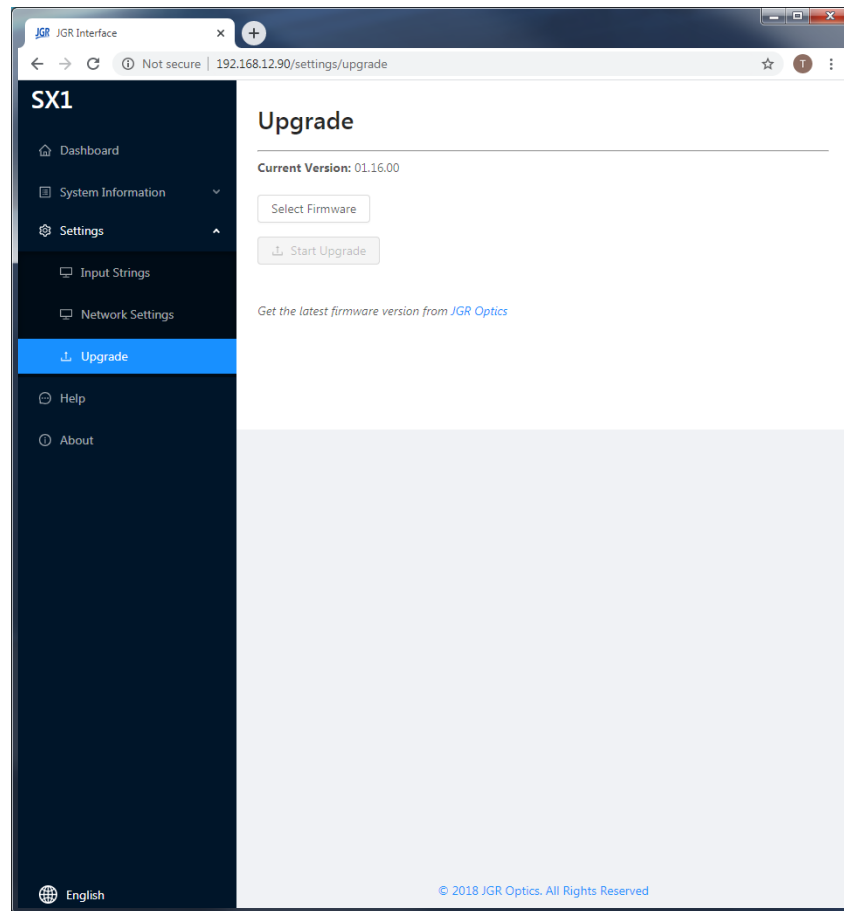 JGR JGR Interface
Not secure | 192.168.12.90/settings/upgrade
T
SX1
Dashboard
System Information
Settings
Input Strings
Network Settings
Upgrade
Help
About
English
Upgrade
Current Version: 01.16.00
Select Firmware
Start Upgrade
Get the latest firmware version from JGR Optics
© 2018 JGR Optics. All Rights Reserved